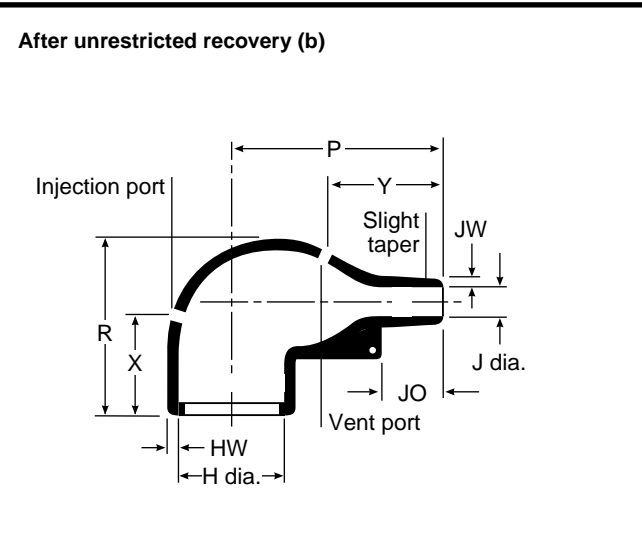 After unrestricted recovery (b)
P
Y
Injection port
Slight
taper
JW
R
X
J dia.
JO
Vent port
HW
H dia.